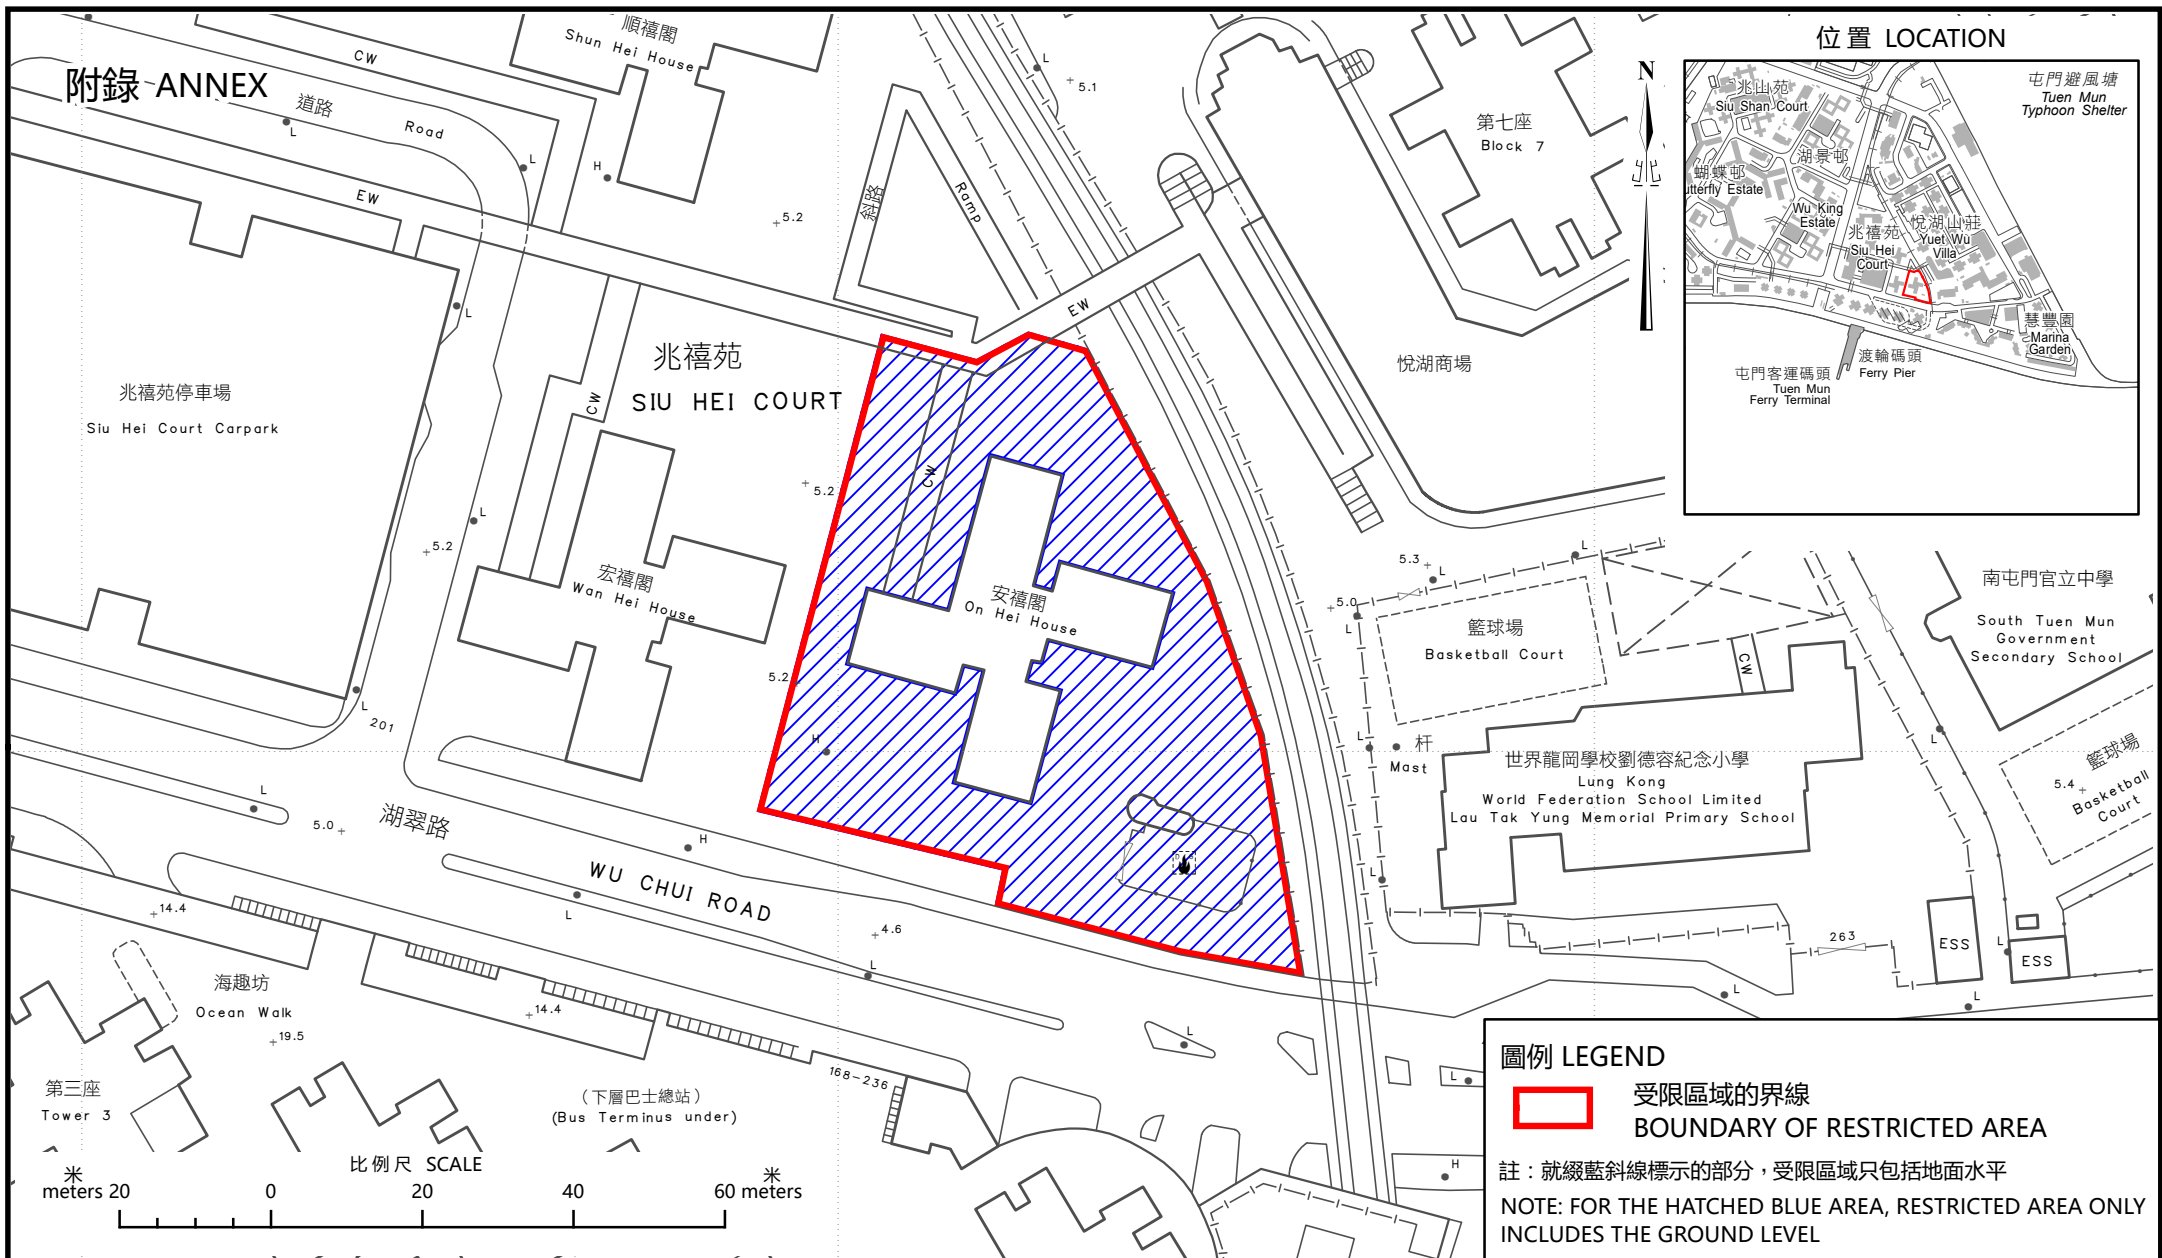 附錄 ANNEX
順禧閣
Shun Hei House
CW
道路
Road
L
L
H
EW
斜路
Ramp
5.2
L
5.1
第七座
Block 7
N
位置 LOCATION
屯門避風塘
Tuen Mun
Typhoon Shelter
兆山苑
Siu Shan Court
湖景邨
蝴蝶邨
utterfly Estate
Wu King
Estate
兆禧苑
Siu Hei
Court
悅湖山莊
Yuet Wu
Villa
慧豐園
Marina
Garden
渡輪碼頭
Ferry Pier
屯門客運碼頭
Tuen Mun
Ferry Terminal
EW
L
兆禧苑
SIU HEI COURT
兆禧苑停車場
Siu Hei Court Carpark
CW
CW
悅湖商場
5.2
L
5.2
宏禧閣
Wan Hei House
安禧閣
On Hei House
5.2
H
L
201
5.3
L
L
5.0
L
籃球場
Basketball Court
CW
南屯門官立中學
South Tuen Mun
Government
Secondary School
L
杆
Mast
L
世界龍岡學校劉德容紀念小學
Lung Kong
World Federation School Limited
Lau Tak Yung Memorial Primary School
L
L
籃球場
5.4
Basketball
Court
L
5.0
湖翠路
H
WU CHUI ROAD
L
4.6
L
14.4
海趣坊
Ocean Walk
19.5
14.4
263
ESS
L
ESS
L
L
L
L
H
第三座
Tower 3
(下層巴士總站)
(Bus Terminus under)
168-236
比例尺 SCALE
米
meters 20 0 20 40 60 meters
米
圖例 LEGEND
受限區域的界線
BOUNDARY OF RESTRICTED AREA
註：就綴藍斜線標示的部分，受限區域只包括地面水平
NOTE: FOR THE HATCHED BLUE AREA, RESTRICTED AREA ONLY
INCLUDES THE GROUND LEVEL